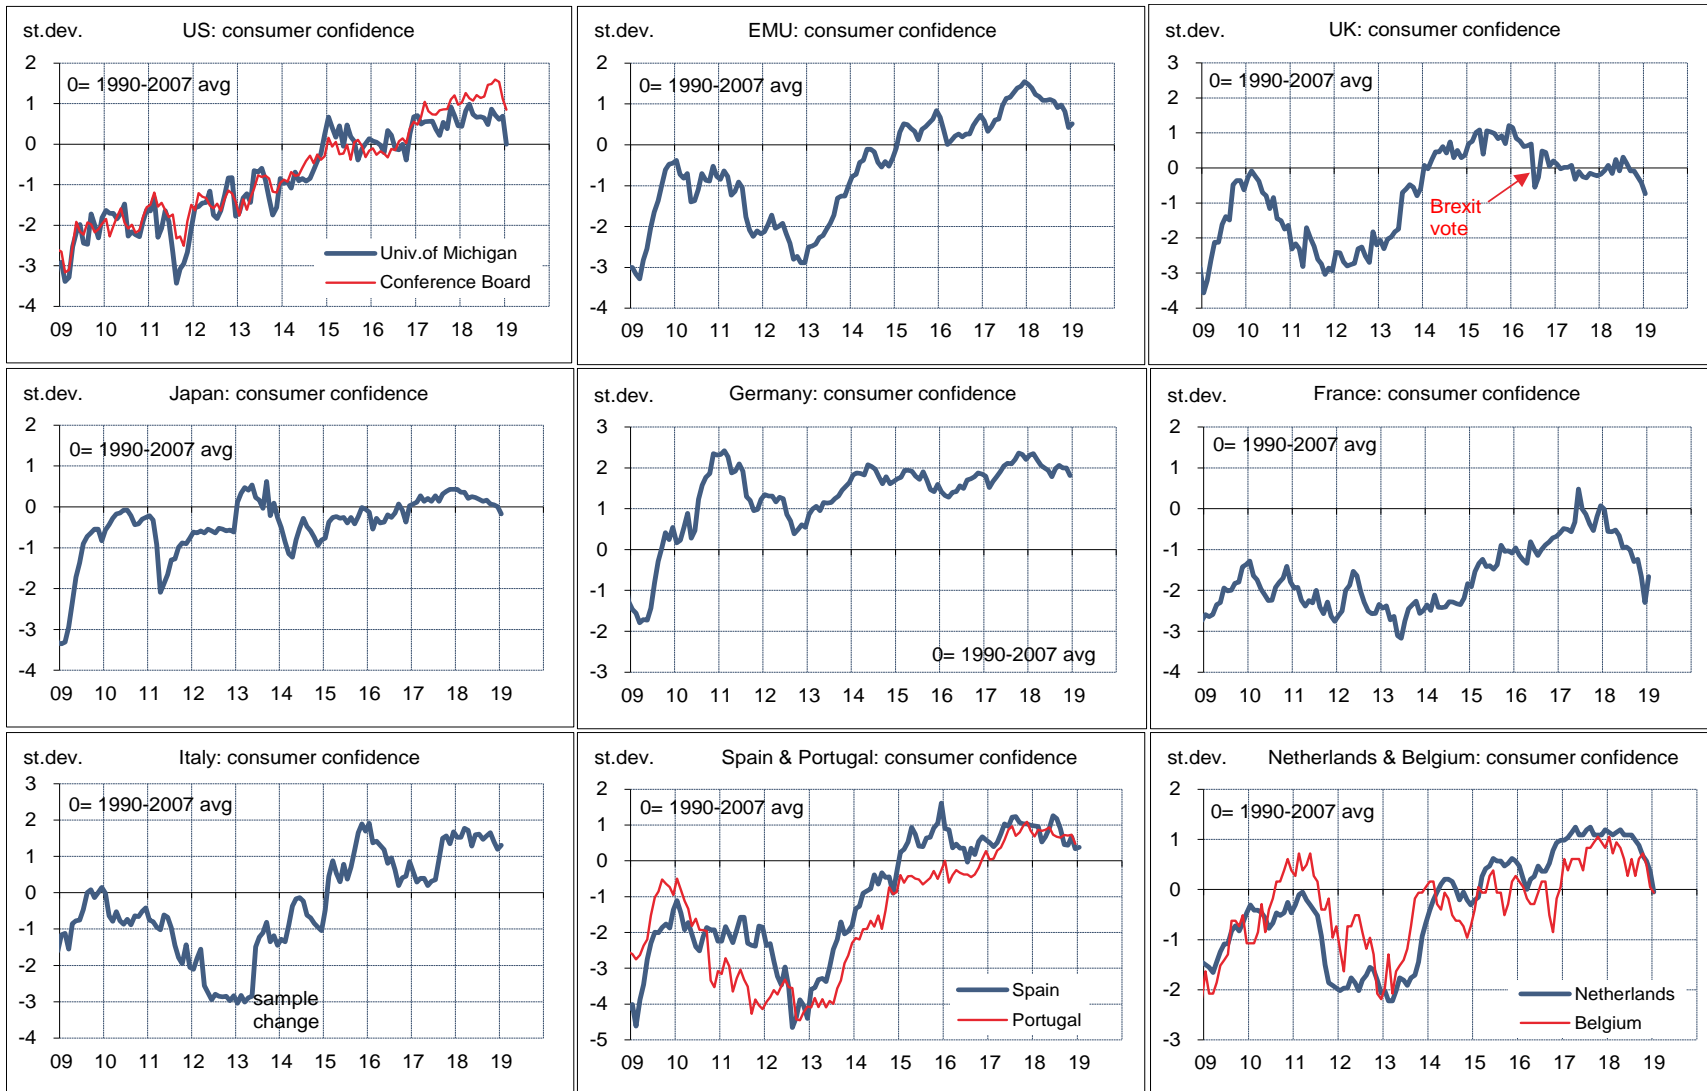 st.dev. US: consumer confidence
0= 1990-2007 avg
2
1
0
-1
-2
-3
-4
Univ.of Michigan
Conference Board
09 10 11 12 13 14 15 16 17 18 19
st.dev. EMU: consumer confidence
0= 1990-2007 avg
2
1
0
-1
-2
-3
-4
09 10 11 12 13 14 15 16 17 18 19
st.dev. UK: consumer confidence
0= 1990-2007 avg
3
2
1
0
-1
-2
-3
-4
Brexit
vote
09 10 11 12 13 14 15 16 17 18 19
st.dev. Japan: consumer confidence
0= 1990-2007 avg
2
1
0
-1
-2
-3
-4
09 10 11 12 13 14 15 16 17 18 19
st.dev. Germany: consumer confidence
3
2
1
0
-1
-2
-3
0= 1990-2007 avg
09 10 11 12 13 14 15 16 17 18 19
st.dev. France: consumer confidence
0= 1990-2007 avg
2
1
0
-1
-2
-3
-4
09 10 11 12 13 14 15 16 17 18 19
st.dev. Italy: consumer confidence
0= 1990-2007 avg
3
2
1
0
-1
-2
-3
-4
sample
change
09 10 11 12 13 14 15 16 17 18 19
st.dev. Spain & Portugal: consumer confidence
0= 1990-2007 avg
2
1
0
-1
-2
-3
-4
-5
Spain
Portugal
09 10 11 12 13 14 15 16 17 18 19
st.dev. Netherlands & Belgium: consumer confidence
0= 1990-2007 avg
2
1
0
-1
-2
-3
Netherlands
Belgium
09 10 11 12 13 14 15 16 17 18 19